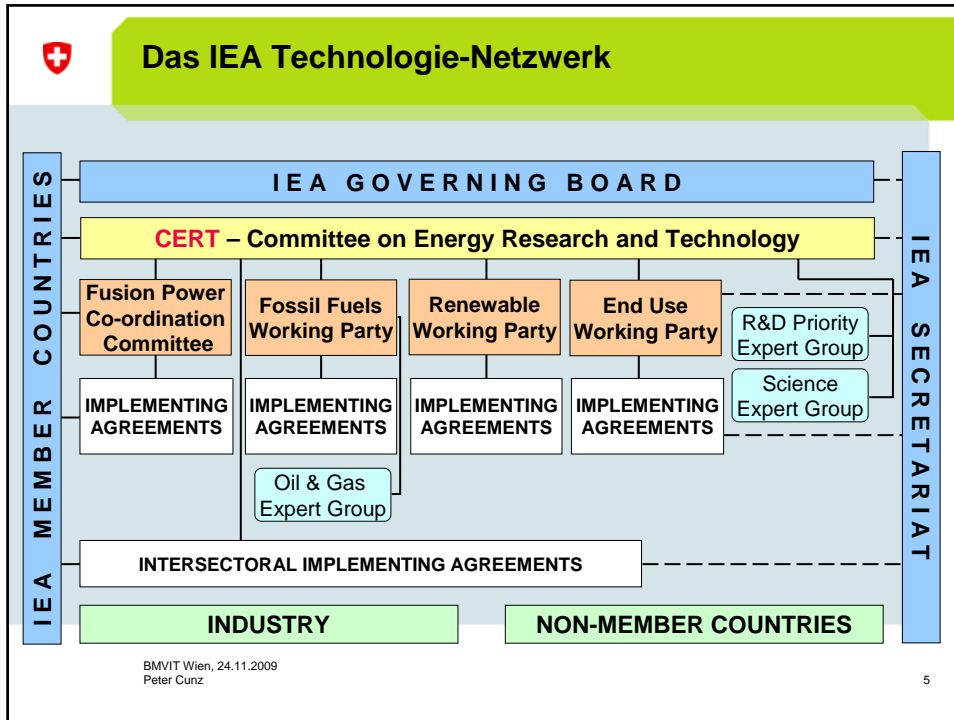 Das IEA Technologie-Netzwerk
IEA MEMBER COUNTRIES
IEA GOVERNING BOARD
CERT – Committee on Energy Research and Technology
Fusion Power
Co-ordination
Committee
Fossil Fuels
Working Party
Renewable
Working Party
End Use
Working Party
R&D Priority
Expert Group
Science
Expert Group
IMPLEMENTING
AGREEMENTS
IMPLEMENTING
AGREEMENTS
IMPLEMENTING
AGREEMENTS
IMPLEMENTING
AGREEMENTS
Oil & Gas
Expert Group
INTERSECTORAL IMPLEMENTING AGREEMENTS
INDUSTRY
NON-MEMBER COUNTRIES
IEA SECRETARIAT
BMVIT Wien, 24.11.2009
Peter Cunz
5